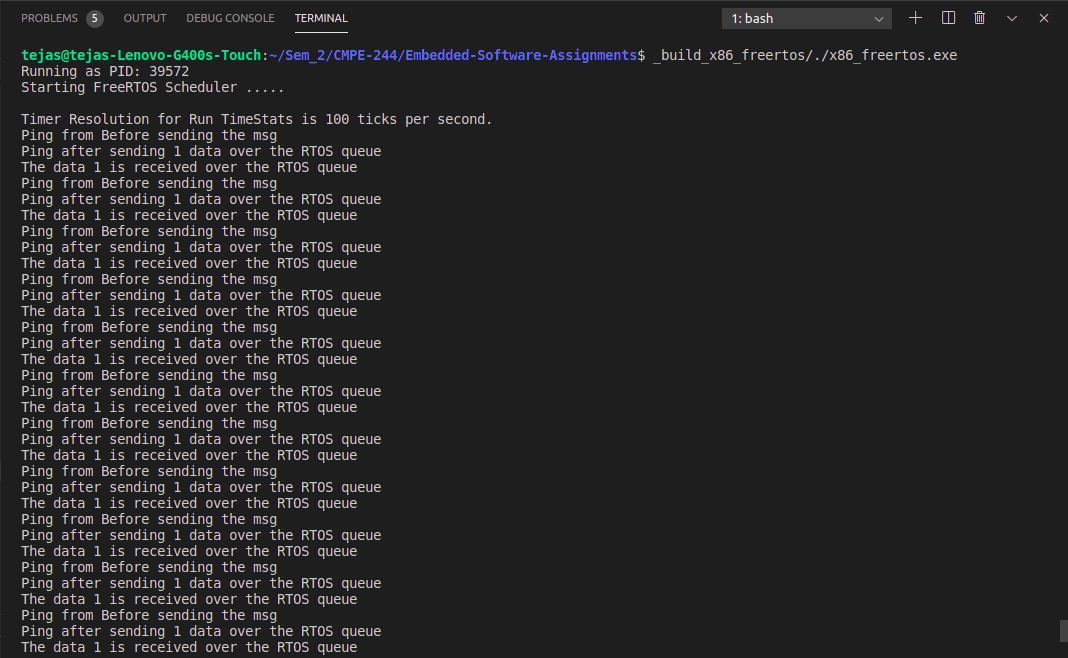 PROBLEMS 5 OUTPUT DEBUG CONSOLE TERMINAL 1: bash
tejas@tejas-Lenovo-G400s-Touch:~/Sem_2/CMPE-244/Embedded-Software-Assignments$ _build_x86_freertos/./x86_freertos.exe
Running as PID: 39572
Starting FreeRTOS Scheduler .....
Timer Resolution for Run TimeStats is 100 ticks per second.
Ping from Before sending the msg
Ping after sending 1 data over the RTOS queue
The data 1 is received over the RTOS queue
Ping from Before sending the msg
Ping after sending 1 data over the RTOS queue
The data 1 is received over the RTOS queue
Ping from Before sending the msg
Ping after sending 1 data over the RTOS queue
The data 1 is received over the RTOS queue
Ping from Before sending the msg
Ping after sending 1 data over the RTOS queue
The data 1 is received over the RTOS queue
Ping from Before sending the msg
Ping after sending 1 data over the RTOS queue
The data 1 is received over the RTOS queue
Ping from Before sending the msg
Ping after sending 1 data over the RTOS queue
The data 1 is received over the RTOS queue
Ping from Before sending the msg
Ping after sending 1 data over the RTOS queue
The data 1 is received over the RTOS queue
Ping from Before sending the msg
Ping after sending 1 data over the RTOS queue
The data 1 is received over the RTOS queue
Ping from Before sending the msg
Ping after sending 1 data over the RTOS queue
The data 1 is received over the RTOS queue
Ping from Before sending the msg
Ping after sending 1 data over the RTOS queue
The data 1 is received over the RTOS queue
Ping from Before sending the msg
Ping after sending 1 data over the RTOS queue
The data 1 is received over the RTOS queue